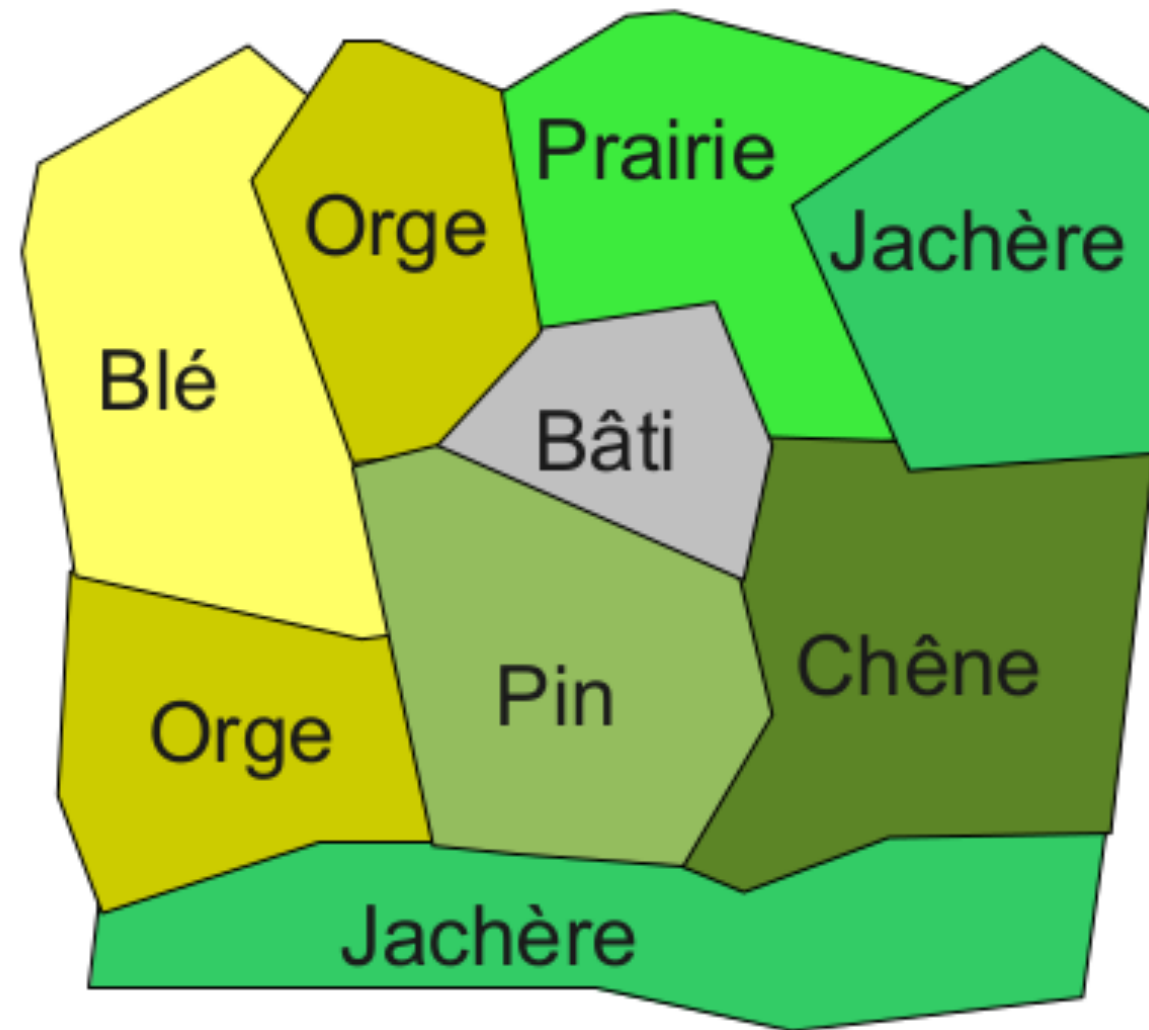 Prairie
Orge
Jachère
Blé
Bâti
Chêne
Pin
Orge
Jachère